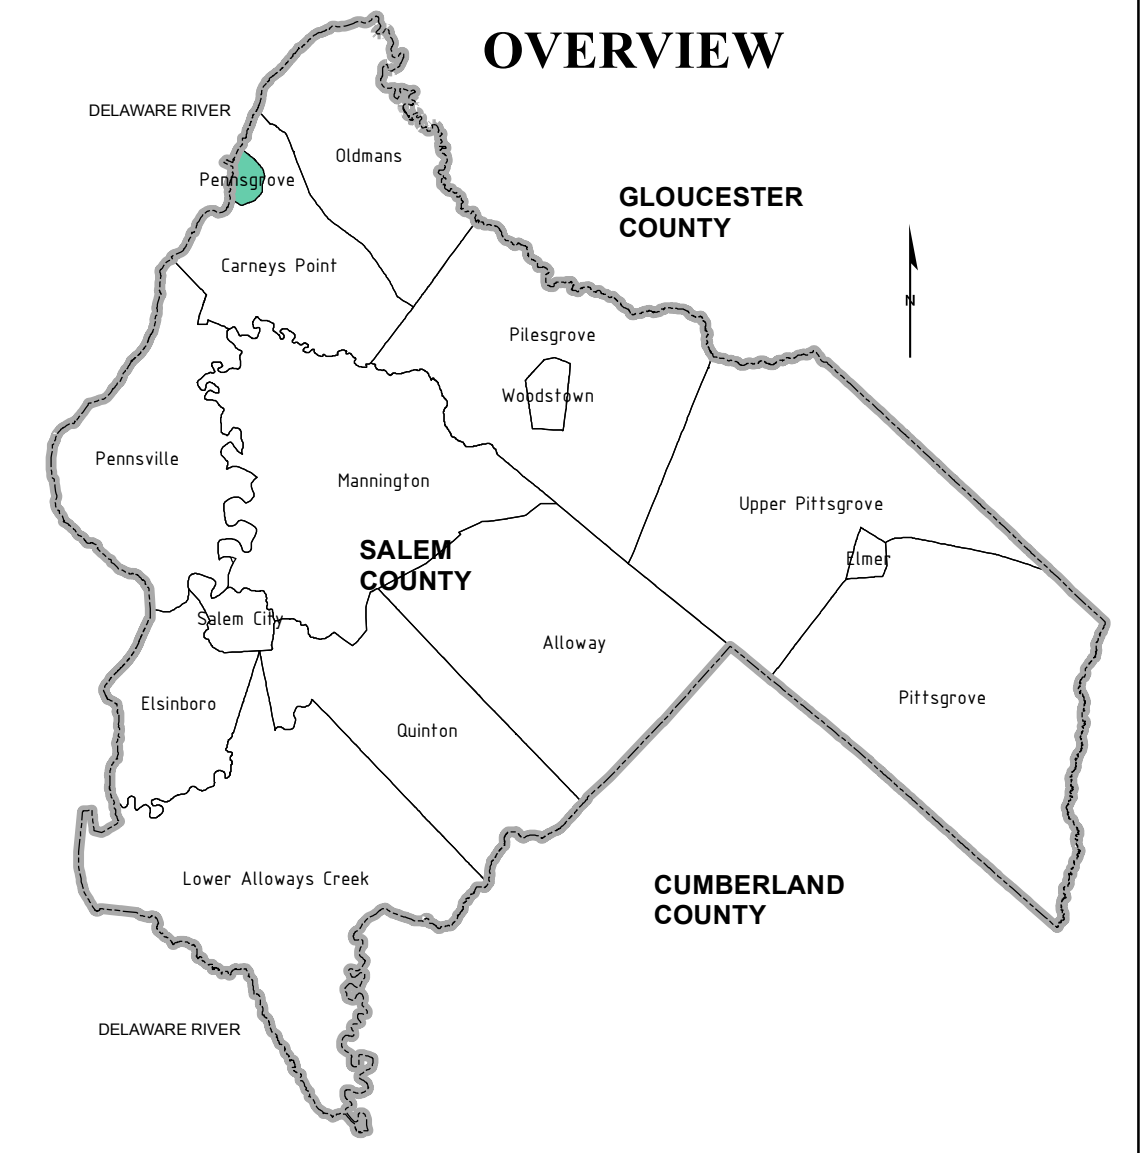 OVERVIEW
DELAWARE RIVER
Oldmans
Pennsgrove
GLOUCESTER
COUNTY
Carneys Point
N
Pilesgrove
Woodstown
Pennsville
Mannington
Upper Pittsgrove
SALEM
COUNTY
Elmer
Salem City
Alloway
Elsinboro
Pittsgrove
Quinton
Lower Alloways Creek
CUMBERLAND
COUNTY
DELAWARE RIVER